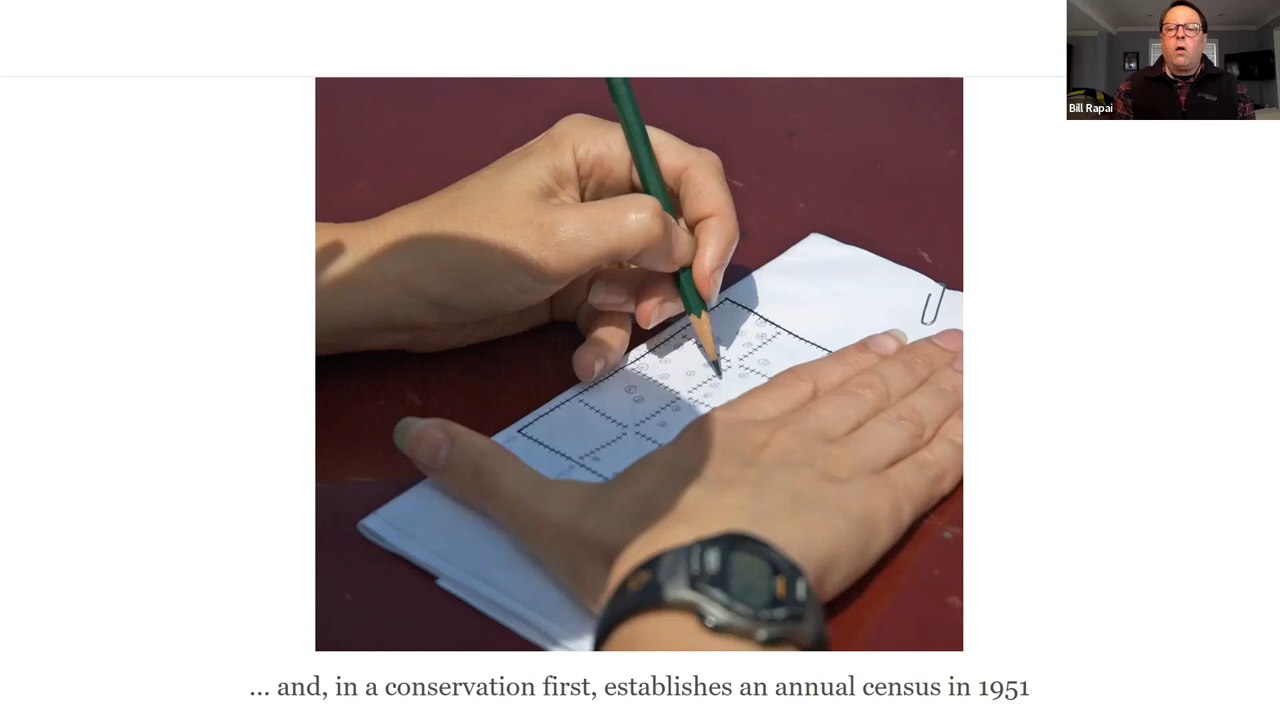 Bill Rapai
... and, in a conservation first, establishes an annual census in 1951